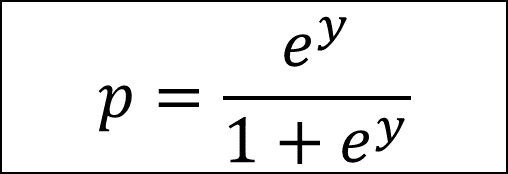 p = e^y / (1 + e^y)